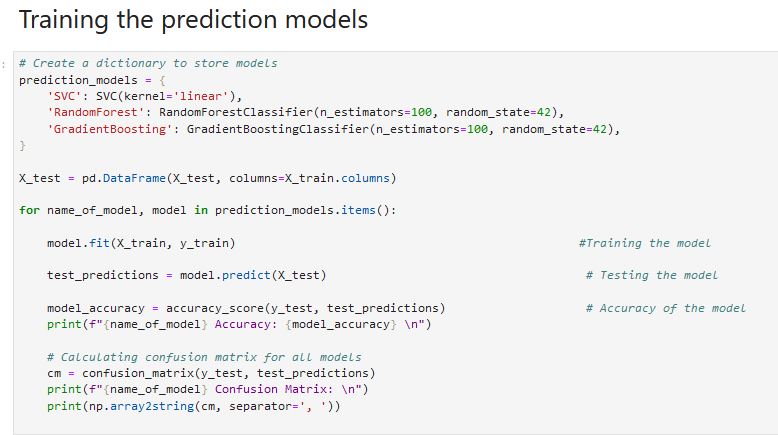 Training the prediction models
:
# Create a dictionary to store models
prediction_models = {
    'SVC': SVC(kernel='linear'),
    'RandomForest': RandomForestClassifier(n_estimators=100, random_state=42),
    'GradientBoosting': GradientBoostingClassifier(n_estimators=100, random_state=42),
}
X_test = pd.DataFrame(X_test, columns=X_train.columns)
for name_of_model, model in prediction_models.items():
    model.fit(X_train, y_train)                                                 #Training the model
    test_predictions = model.predict(X_test)                                     # Testing the model
    model_accuracy = accuracy_score(y_test, test_predictions)                    # Accuracy of the model
    print(f"{name_of_model} Accuracy: {model_accuracy} \n")
    # Calculating confusion matrix for all models
    cm = confusion_matrix(y_test, test_predictions)
    print(f"{name_of_model} Confusion Matrix: \n")
    print(np.array2string(cm, separator=', '))